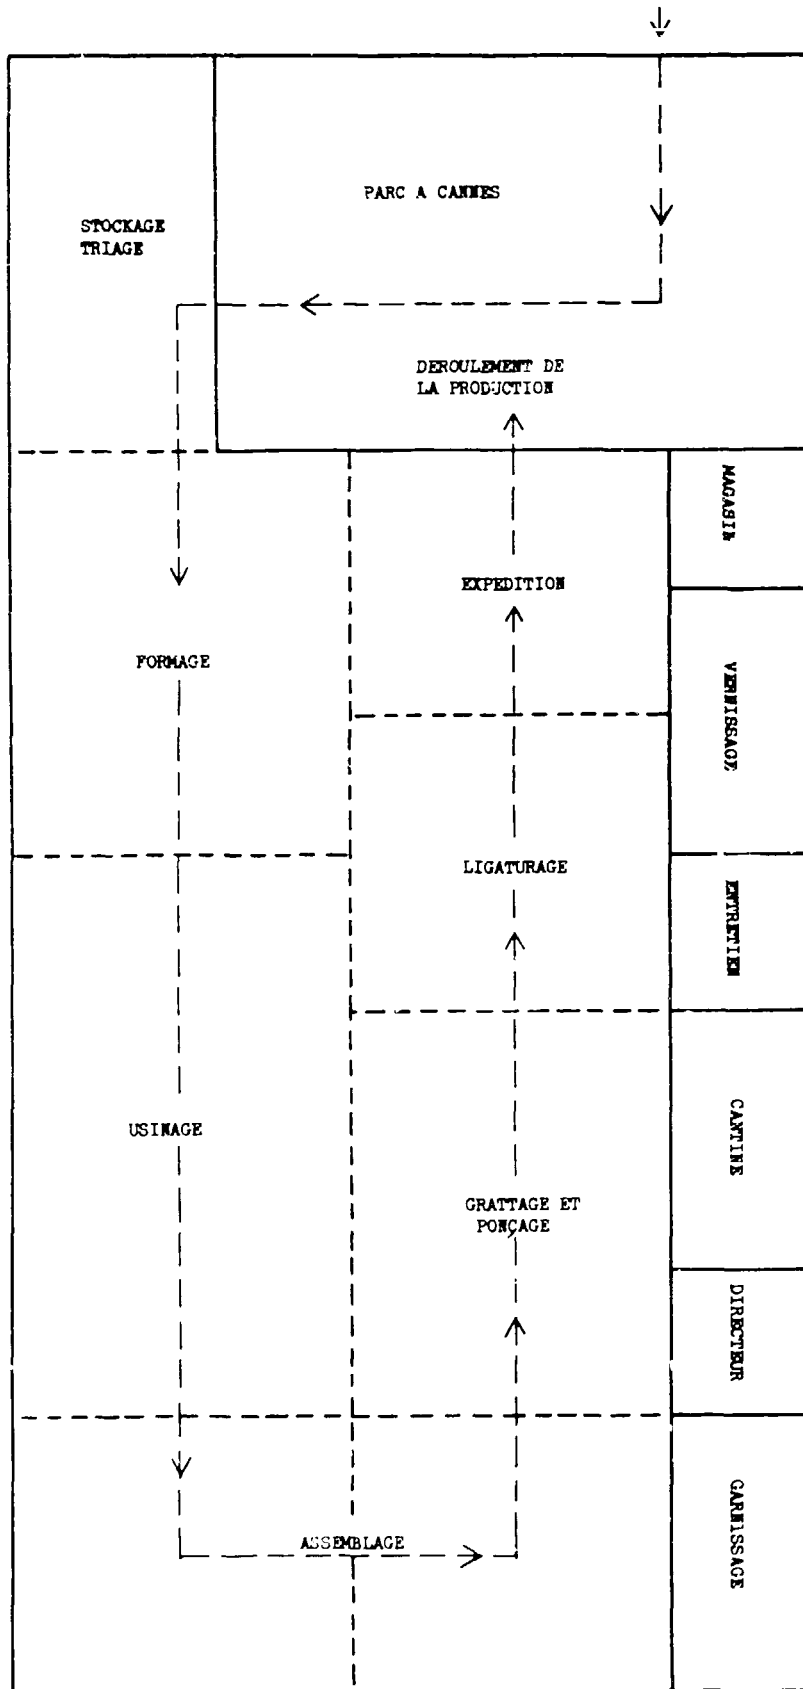 PARC A CANNES
STOCKAGE
TRIAGE
DEROULEMENT DE
LA PRODUCTION
MAGASIN
EXPEDITION
FORMAGE
VERNISSAGE
LIGATURAGE
ENTRETIEN
USINAGE
CANTINE
GRATTAGE ET
PONÇAGE
DIRECTEUR
ASSEMBLAGE
GARNISSAGE